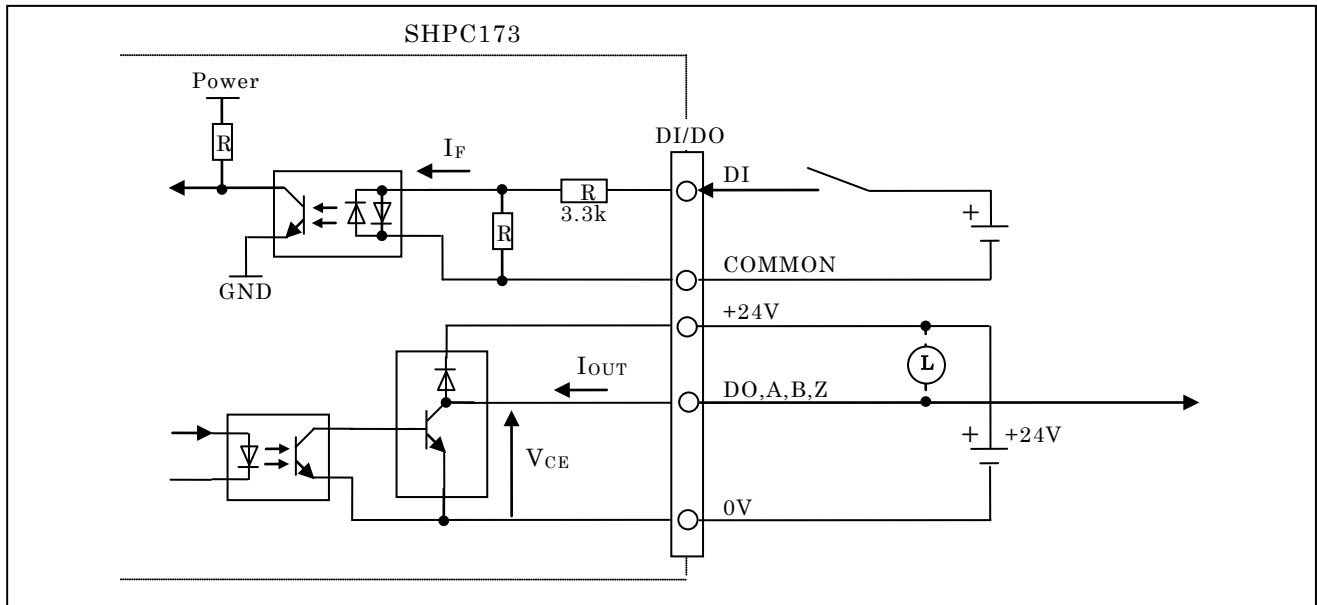 SHPC173
Power
R
IF
DI/DO
DI
R
3.3k
R
+
COMMON
GND
+24V
IOUT
L
DO,A,B,Z
+ +24V
VCE
0V